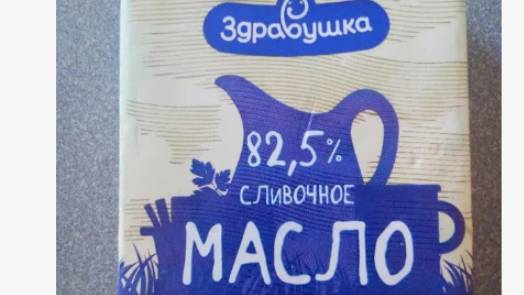 Здравушка
82,5%
СЛИВОЧНОЕ
МАСЛО